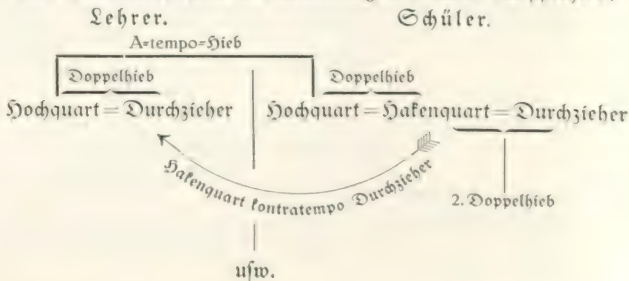 Lehrer. Schüler.
A-tempo-Hieb
Doppelhieb Doppelhieb
Hochquart=Durchzieher Hochquart=Hakenquart=Durchzieher
Hakenquart kontratempo Durchzieher
2. Doppelhieb
usw.